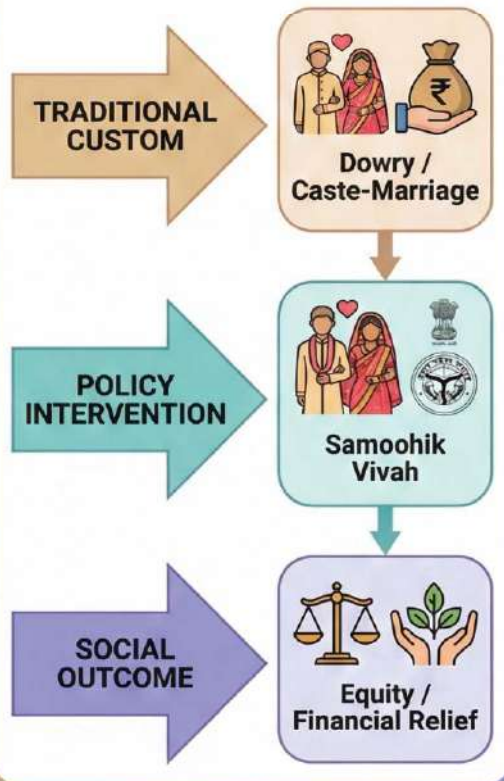 TRADITIONAL
CUSTOM
₹
Dowry /
Caste-Marriage
POLICY
INTERVENTION
Samoohik
Vivah
SOCIAL
OUTCOME
Equity /
Financial Relief